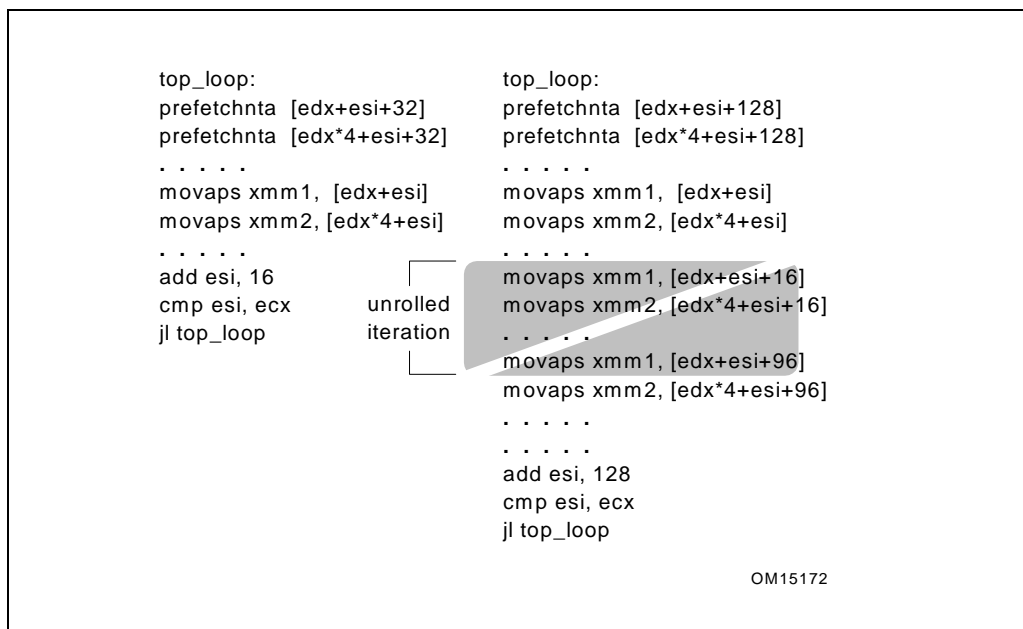 top_loop:
prefetchnta [edx+esi+32]
prefetchnta [edx*4+esi+32]
. . . . .
movaps xmm1, [edx+esi]
movaps xmm2, [edx*4+esi]
. . . . .
add esi, 16
cmp esi, ecx
jl top_loop
unrolled
iteration
top_loop:
prefetchnta [edx+esi+128]
prefetchnta [edx*4+esi+128]
. . . . .
movaps xmm1, [edx+esi]
movaps xmm2, [edx*4+esi]
. . . . .
movaps xmm1, [edx+esi+16]
movaps xmm2, [edx*4+esi+16]
. . . . .
movaps xmm1, [edx+esi+96]
movaps xmm2, [edx*4+esi+96]
. . . . .
. . . . .
add esi, 128
cmp esi, ecx
jl top_loop
OM15172